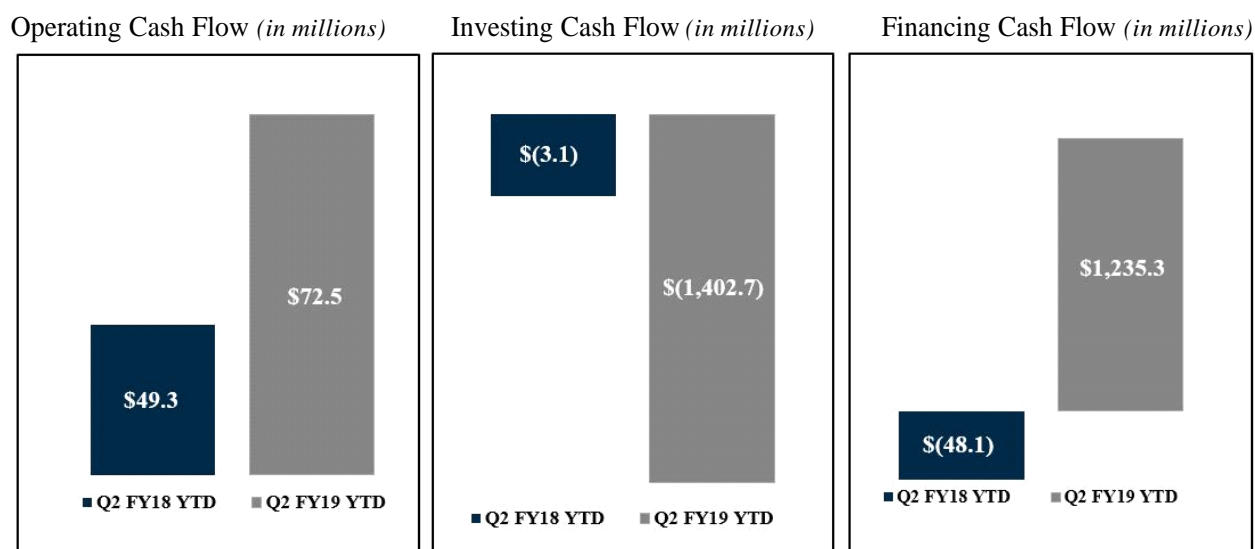 Operating Cash Flow (in millions)
$49.3
$72.5
Q2 FY18 YTD Q2 FY19 YTD
Investing Cash Flow (in millions)
$(3.1)
$(1,402.7)
Q2 FY18 YTD Q2 FY19 YTD
Financing Cash Flow (in millions)
$1,235.3
$(48.1)
Q2 FY18 YTD Q2 FY19 YTD